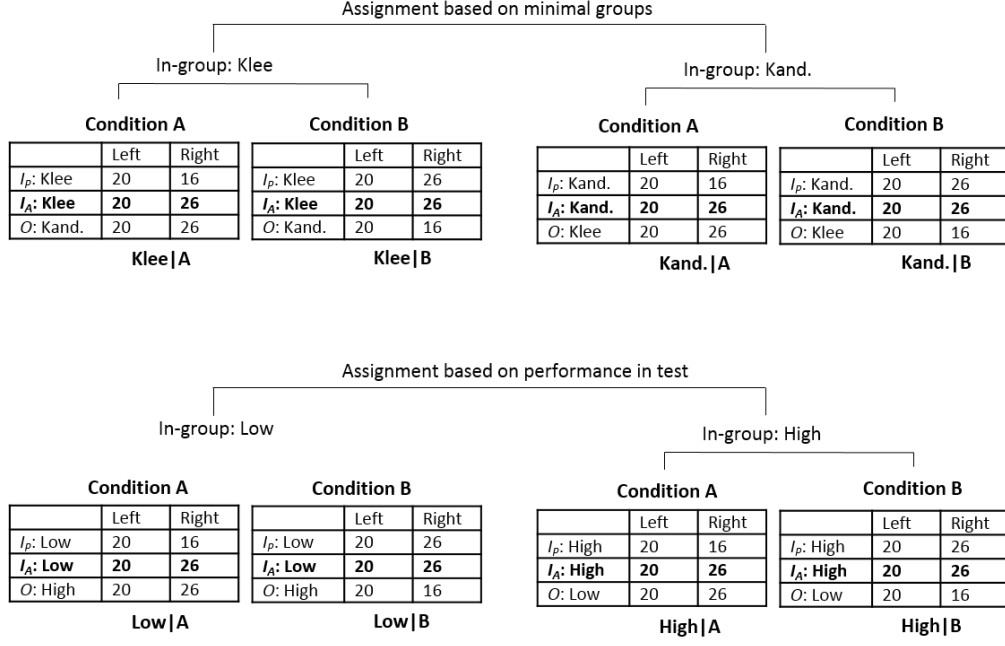 Assignment based on minimal groups
In-group: Klee
In-group: Kand.
Condition A
Left Right
I_P: Klee 20 16
I_A: Klee 20 26
O: Kand. 20 26
Klee|A
Condition B
Left Right
I_P: Klee 20 26
I_A: Klee 20 26
O: Kand. 20 16
Klee|B
Condition A
Left Right
I_P: Kand. 20 16
I_A: Kand. 20 26
O: Klee 20 26
Kand.|A
Condition B
Left Right
I_P: Kand. 20 26
I_A: Kand. 20 26
O: Klee 20 16
Kand.|B
Assignment based on performance in test
In-group: Low
In-group: High
Condition A
Left Right
I_P: Low 20 16
I_A: Low 20 26
O: High 20 26
Low|A
Condition B
Left Right
I_P: Low 20 26
I_A: Low 20 26
O: High 20 16
Low|B
Condition A
Left Right
I_P: High 20 16
I_A: High 20 26
O: Low 20 26
High|A
Condition B
Left Right
I_P: High 20 26
I_A: High 20 26
O: Low 20 16
High|B